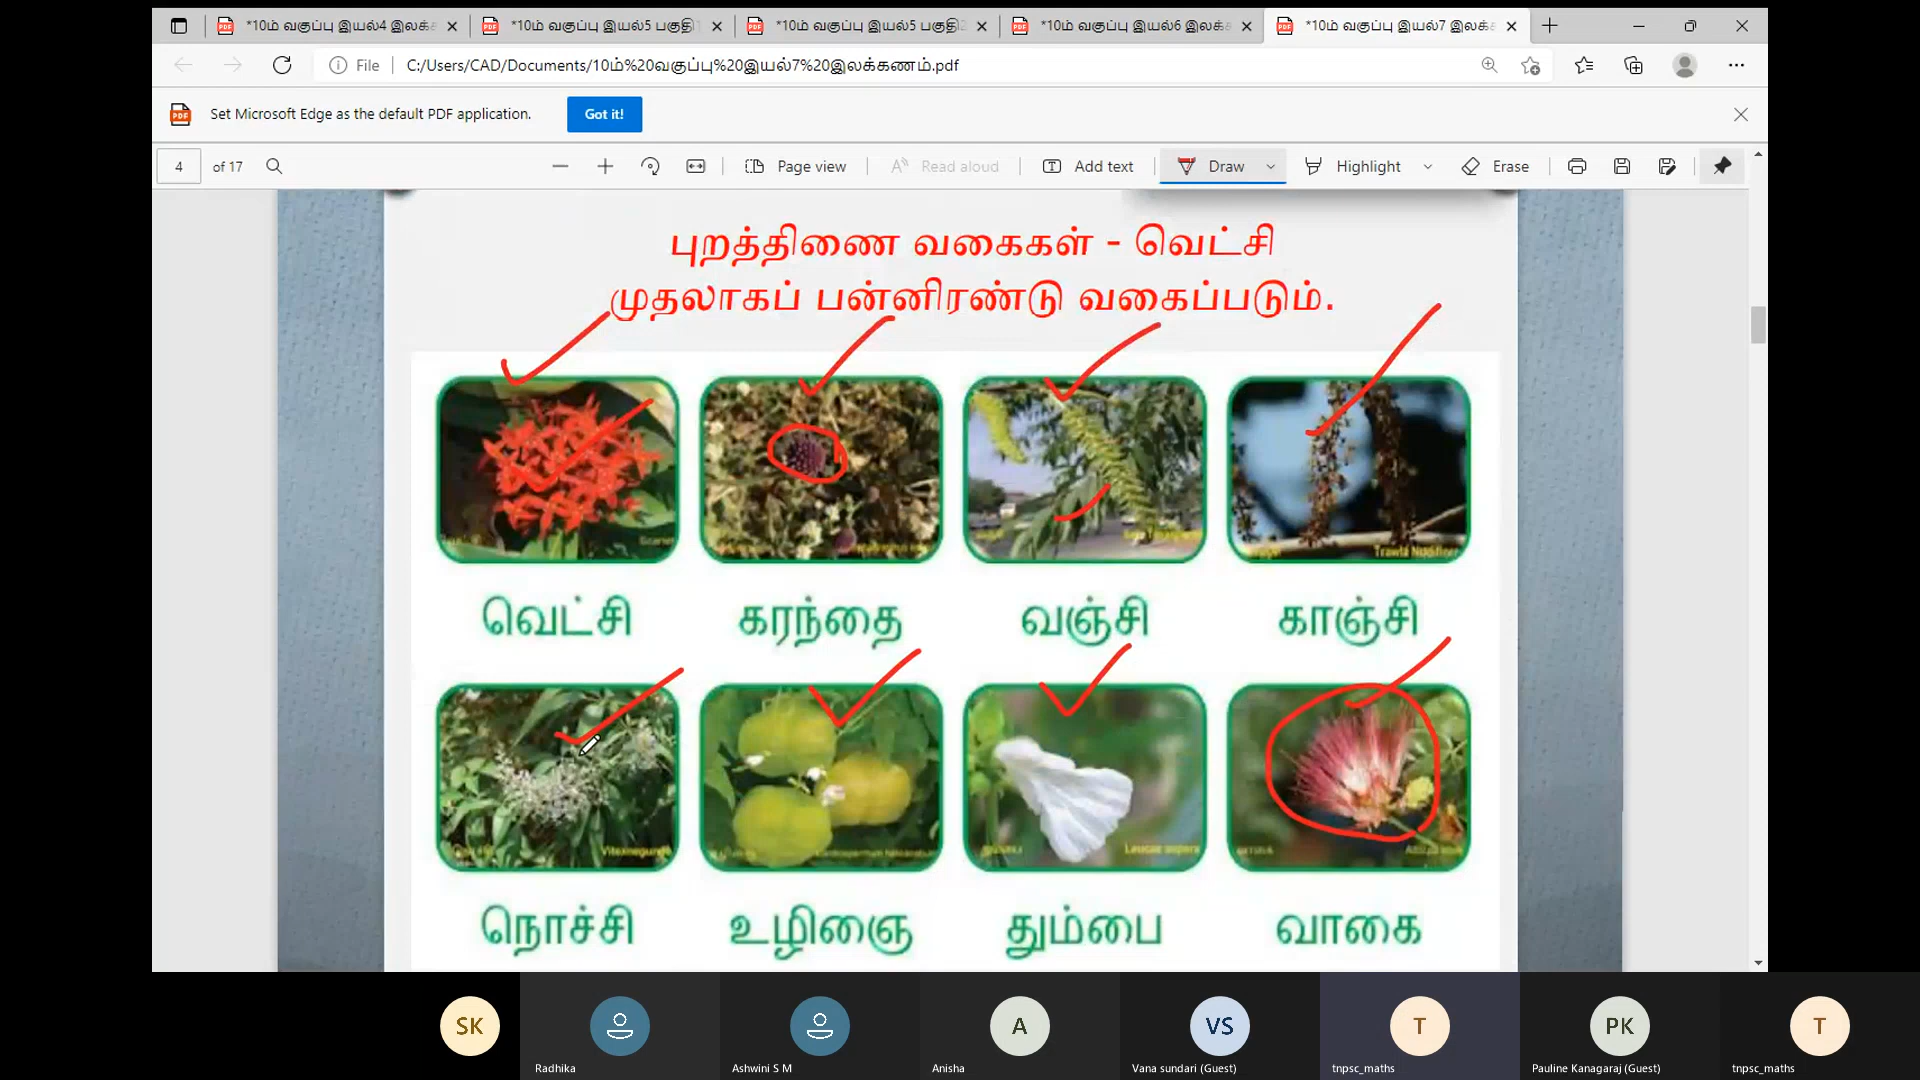 *10ம் வகுப்பு இயல்4 இலக்க
*10ம் வகுப்பு இயல்5 பகுதி1
*10ம் வகுப்பு இயல்5 பகுதி2
*10ம் வகுப்பு இயல்6 இலக்க
*10ம் வகுப்பு இயல்7 இலக்க
File
C:/Users/CAD/Documents/10ம்%20வகுப்பு%20இயல்7%20இலக்கணம்.pdf
Set Microsoft Edge as the default PDF application. Got it!
4 of 17 Page view Read aloud Add text Draw Highlight Erase
புறத்திணை வகைகள் - வெட்சி
முதலாகப் பன்னிரண்டு வகைப்படும்.
வெட்சி கரந்தை வஞ்சி காஞ்சி
Leucas aspera
நொச்சி உழிஞை தும்பை வாகை
SK A VS T PK T
Radhika Ashwini S M Anisha Vana sundari (Guest) tnpsc_maths Pauline Kanagaraj (Guest) tnpsc_maths